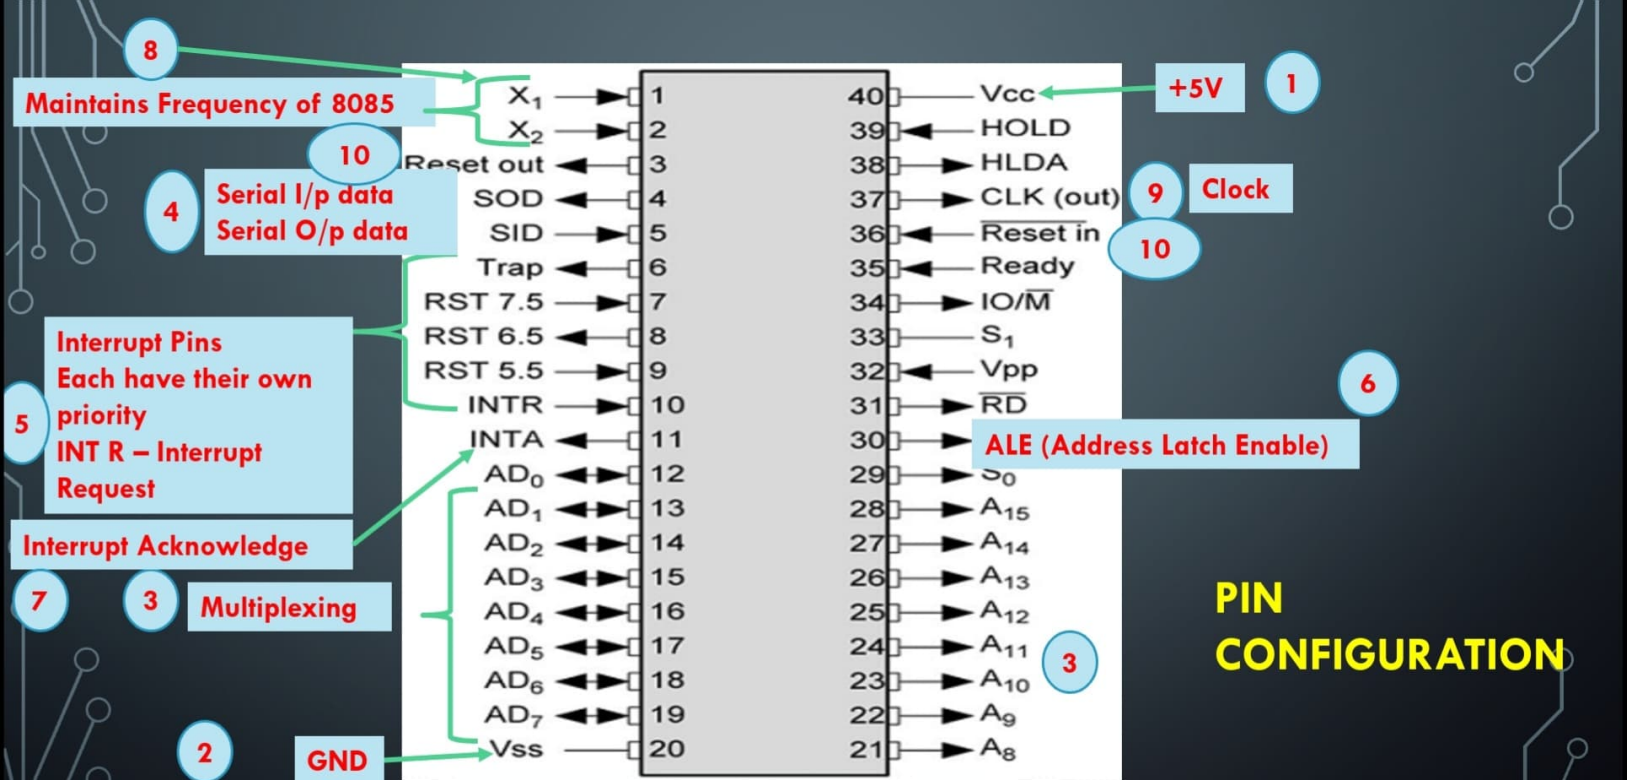 8
Maintains Frequency of 8085
10
4
Serial I/p data
Serial O/p data
5
Interrupt Pins
Each have their own
priority
INT R – Interrupt
Request
Interrupt Acknowledge
7
3
Multiplexing
2
GND
X₁ 1
X₂ 2
Reset out 3
SOD 4
SID 5
Trap 6
RST 7.5 7
RST 6.5 8
RST 5.5 9
INTR 10
INTA 11
AD₀ 12
AD₁ 13
AD₂ 14
AD₃ 15
AD₄ 16
AD₅ 17
AD₆ 18
AD₇ 19
Vss 20
40 Vcc
39 HOLD
38 HLDA
37 CLK (out)
36 R̅e̅s̅e̅t̅ i̅n̅
35 Ready
34 IO/M̅
33 S₁
32 Vpp
31 R̅D̅
30
29 S₀
28 A₁₅
27 A₁₄
26 A₁₃
25 A₁₂
24 A₁₁
23 A₁₀
22 A₉
21 A₈
+5V
1
9
Clock
10
6
ALE (Address Latch Enable)
3
PIN
CONFIGURATION